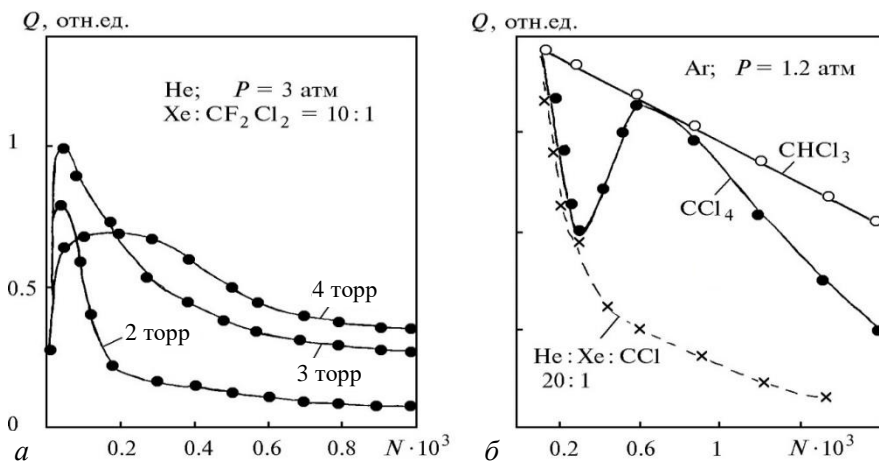 Q, отн.ед.
He; P = 3 атм
Xe : CF₂Cl₂ = 10 : 1
1
0.5
0
4 торр
2 торр
3 торр
0.2 0.4 0.6 0.8 N · 10³
а
Q, отн.ед.
Ar; P = 1.2 атм
CHCl₃
CCl₄
He : Xe : CCl
20 : 1
0.2 0.6 1 N · 10³
б